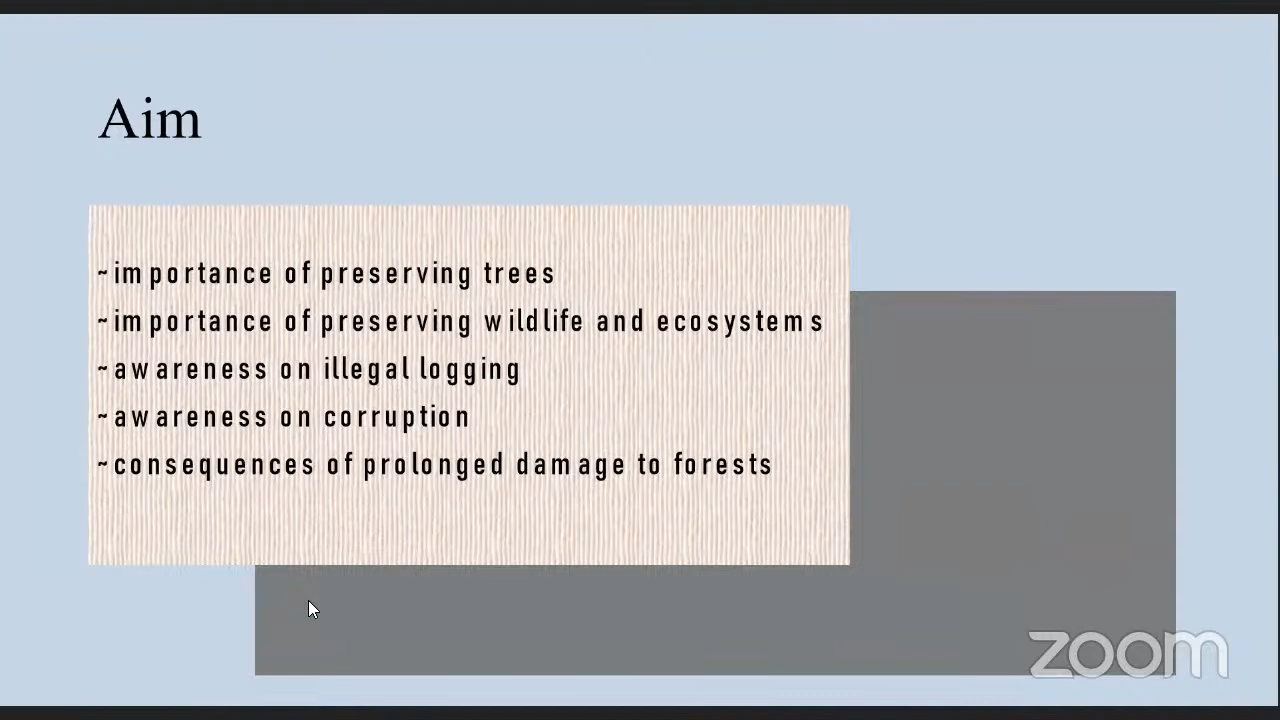 Aim
~importance of preserving trees
~importance of preserving wildlife and ecosystems
~awareness on illegal logging
~awareness on corruption
~consequences of prolonged damage to forests
zoom